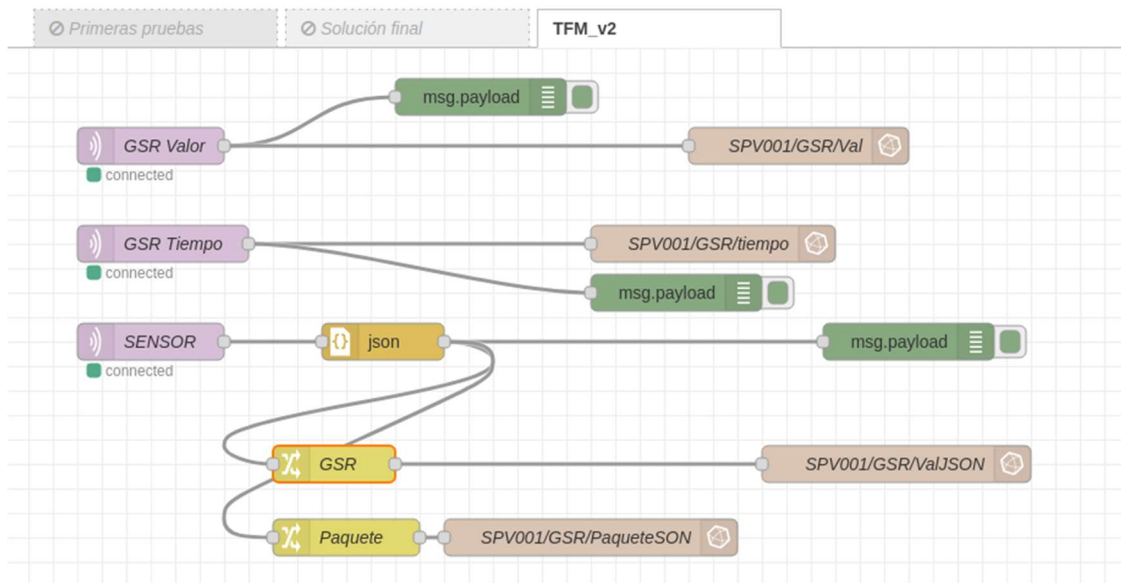 Primeras pruebas
Solución final
TFM_v2
msg.payload
GSR Valor
SPV001/GSR/Val
connected
GSR Tiempo
SPV001/GSR/tiempo
connected
msg.payload
SENSOR
json
msg.payload
connected
GSR
SPV001/GSR/ValJSON
Paquete
SPV001/GSR/PaqueteSON